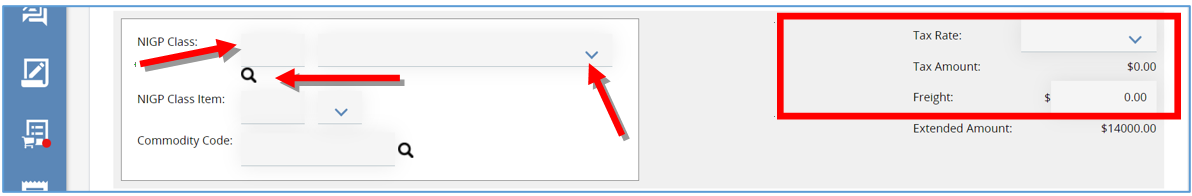 NIGP Class:
NIGP Class Item:
Commodity Code:
Tax Rate:
Tax Amount: $0.00
Freight: $ 0.00
Extended Amount: $14000.00